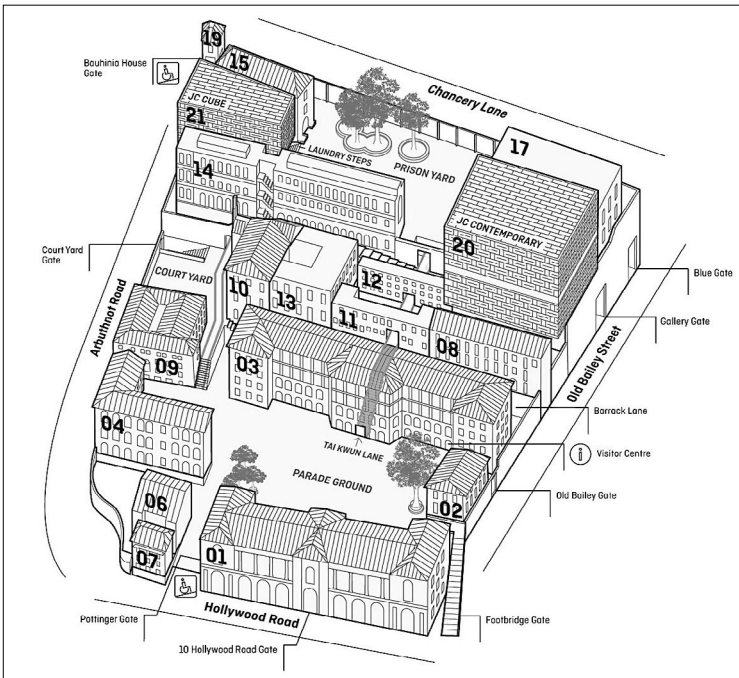 19
15
Bauhinia House
Gate
JC CUBE
21
Chancery Lane
17
LAUNDRY STEPS
PRISON YARD
14
JC CONTEMPORARY
20
Court Yard
Gate
COURT YARD
10
13
12
11
Blue Gate
Arbuthnot Road
09
03
08
Gallery Gate
Old Bailey Street
04
Barrack Lane
TAI KWUN LANE
i
Visitor Centre
PARADE GROUND
06
02
Old Bailey Gate
07
01
Hollywood Road
Pottinger Gate
10 Hollywood Road Gate
Footbridge Gate